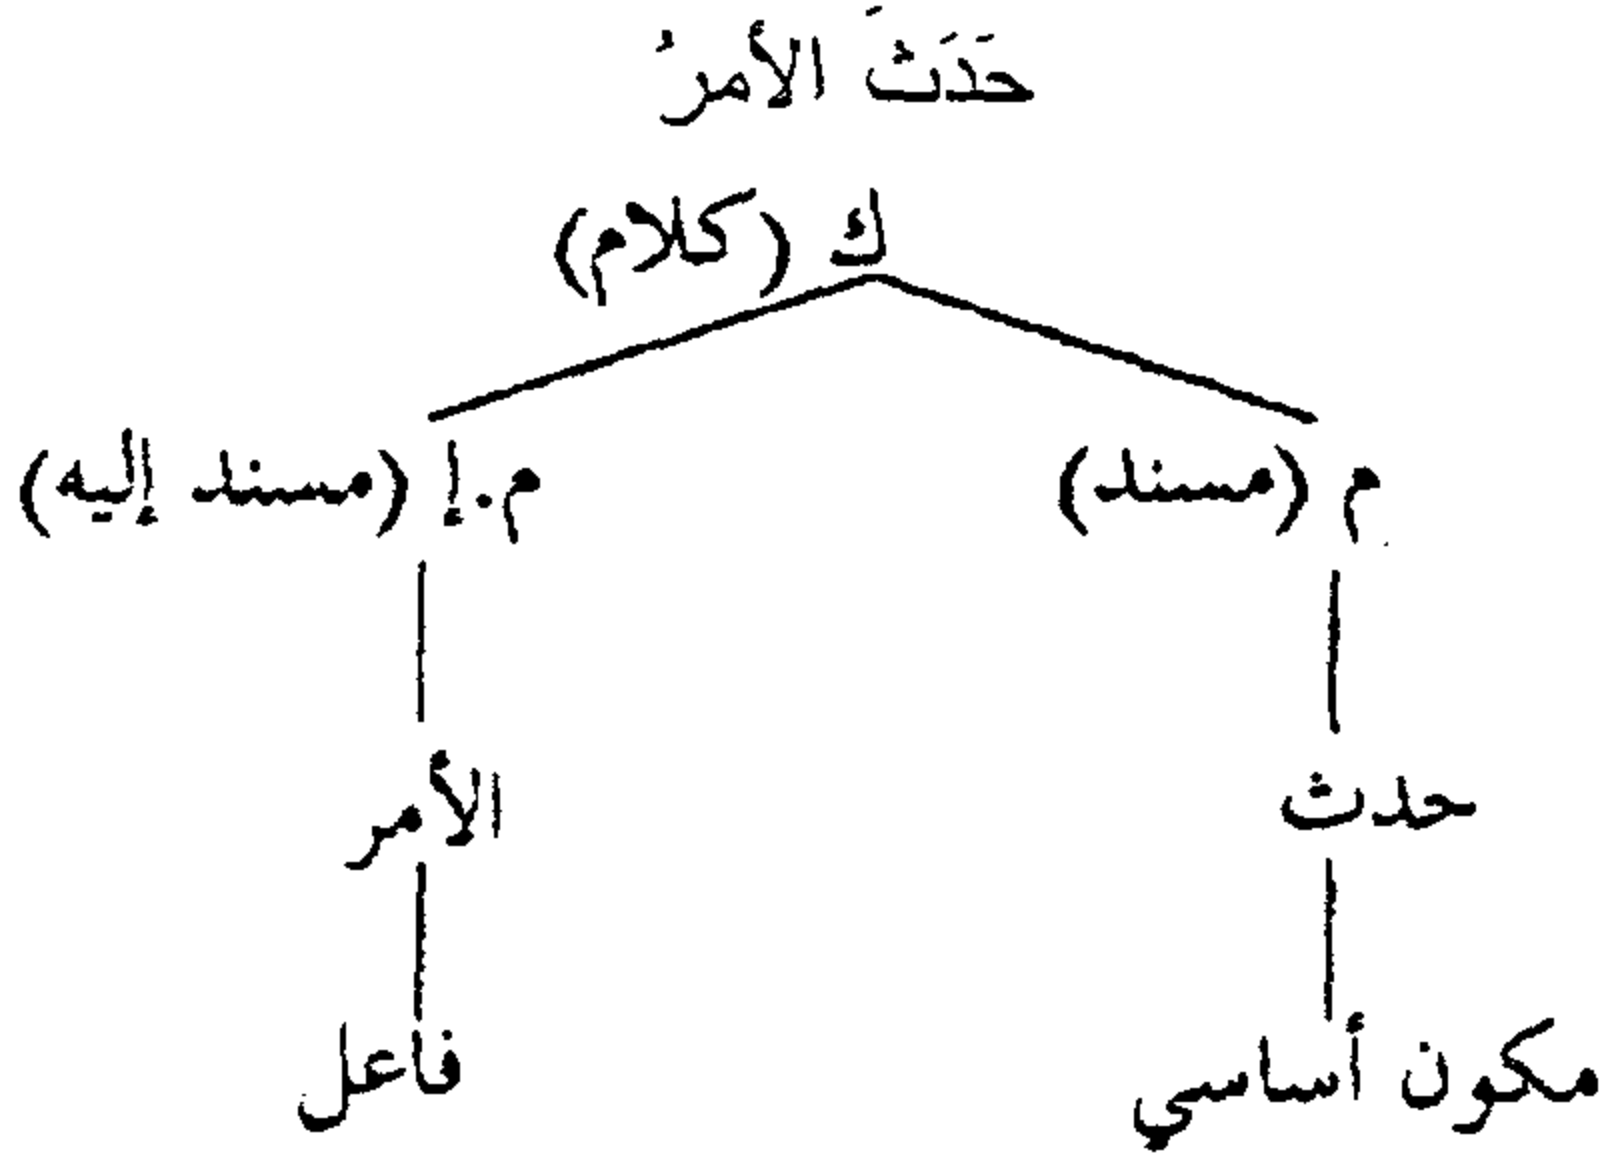 حَدَثَ الأمرُ
ك (كلام)
م (مسند) م.إ (مسند إليه)
حدث الأمر
مكون أساسي فاعل